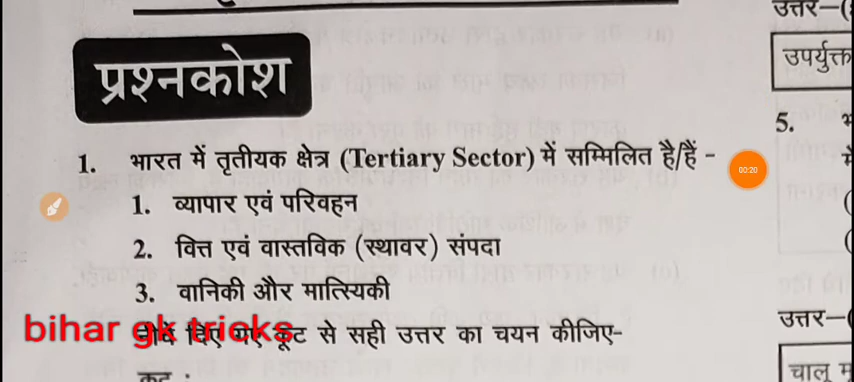 प्रश्नकोश
1. भारत में तृतीयक क्षेत्र (Tertiary Sector) में सम्मिलित है/हैं -
1. व्यापार एवं परिवहन
2. वित्त एवं वास्तविक (स्थावर) संपदा
3. वानिकी और मात्स्यिकी
दिए गए कूट से सही उत्तर का चयन कीजिए-
कूट :
bihar gk tricks
00:20
उत्तर–(
उपर्युक्त
5.
उत्तर–(
चालू म